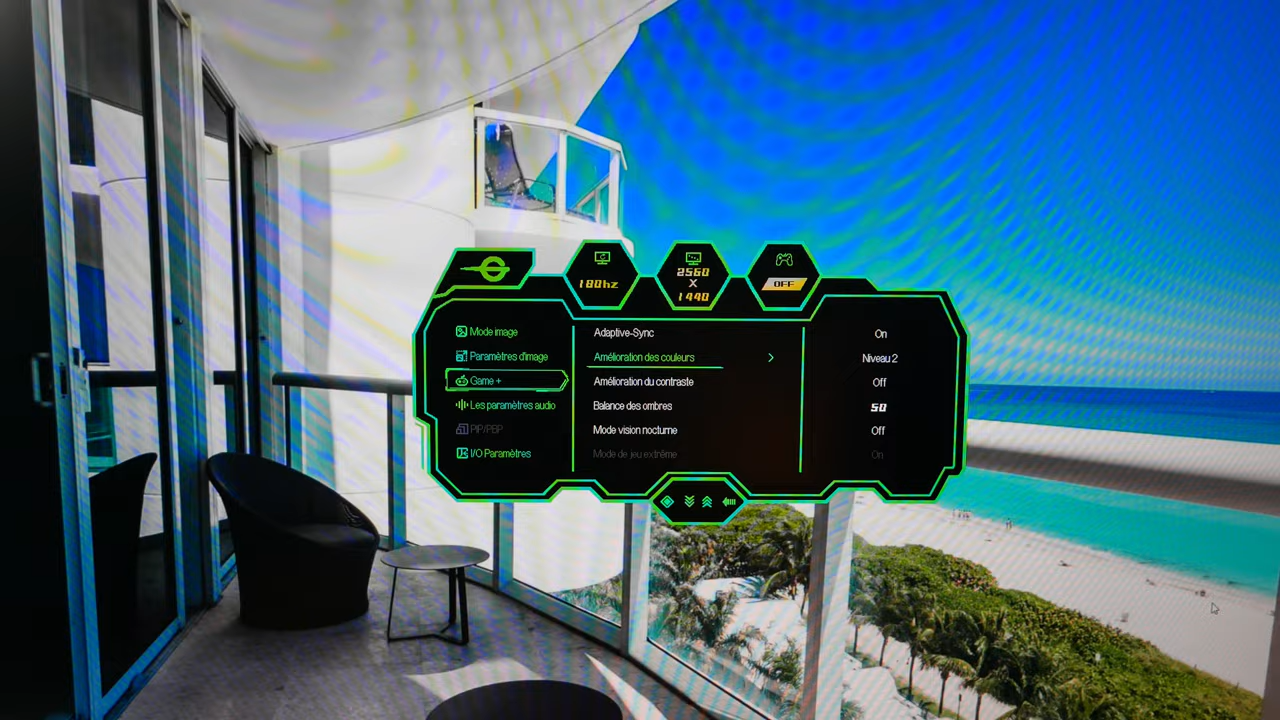 180hz
2560
X
1440
OFF
Mode image
Paramètres d'image
Game +
Les paramètres audio
PIP/PBP
I/O Paramètres
Adaptive-Sync On
Amélioration des couleurs > Niveau 2
Amélioration du contraste Off
Balance des ombres 50
Mode vision nocturne Off
Mode de jeu extrême On